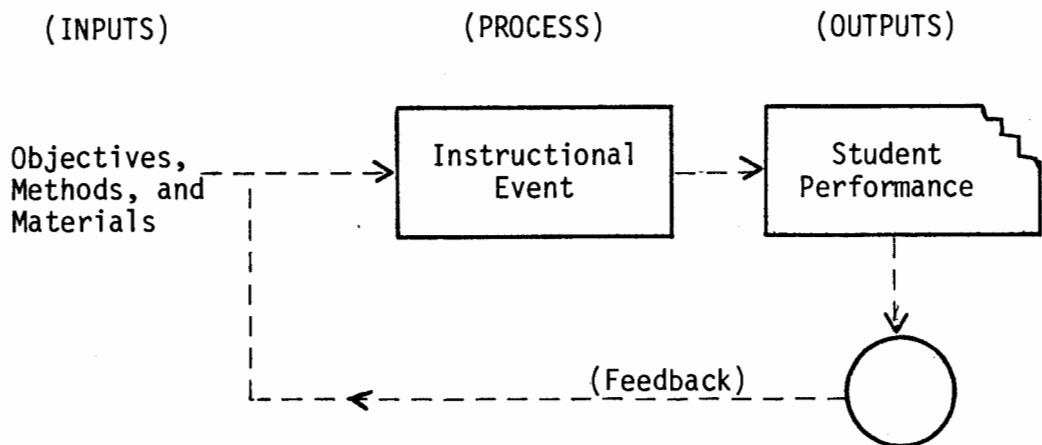 (INPUTS)
(PROCESS)
(OUTPUTS)
Objectives,
Methods, and
Materials
Instructional
Event
Student
Performance
(Feedback)